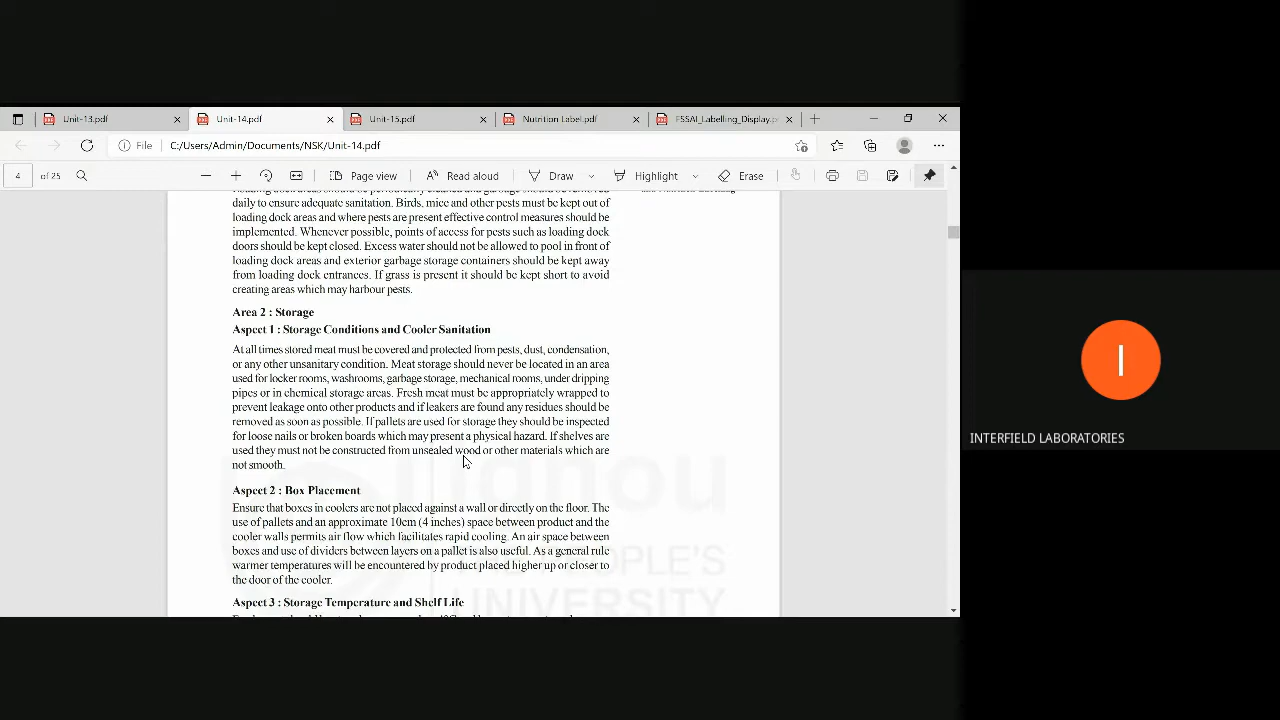 Unit-13.pdf
Unit-14.pdf
Unit-15.pdf
Nutrition Label.pdf
FSSAI_Labelling_Display.p
File
C:/Users/Admin/Documents/NSK/Unit-14.pdf
4 of 25
Page view
Read aloud
Draw
Highlight
Erase
daily to ensure adequate sanitation. Birds, mice and other pests must be kept out of
loading dock areas and where pests are present effective control measures should be
implemented. Whenever possible, points of access for pests such as loading dock
doors should be kept closed. Excess water should not be allowed to pool in front of
loading dock areas and exterior garbage storage containers should be kept away
from loading dock entrances. If grass is present it should be kept short to avoid
creating areas which may harbour pests.
Area 2 : Storage
Aspect 1 : Storage Conditions and Cooler Sanitation
At all times stored meat must be covered and protected from pests, dust, condensation,
or any other unsanitary condition. Meat storage should never be located in an area
used for locker rooms, washrooms, garbage storage, mechanical rooms, under dripping
pipes or in chemical storage areas. Fresh meat must be appropriately wrapped to
prevent leakage onto other products and if leakers are found any residues should be
removed as soon as possible. If pallets are used for storage they should be inspected
for loose nails or broken boards which may present a physical hazard. If shelves are
used they must not be constructed from unsealed wood or other materials which are
not smooth.
Aspect 2 : Box Placement
Ensure that boxes in coolers are not placed against a wall or directly on the floor. The
use of pallets and an approximate 10cm (4 inches) space between product and the
cooler walls permits air flow which facilitates rapid cooling. An air space between
boxes and use of dividers between layers on a pallet is also useful. As a general rule
warmer temperatures will be encountered by product placed higher up or closer to
the door of the cooler.
Aspect 3 : Storage Temperature and Shelf Life
ignou
PEOPLE'S
UNIVERSITY
I
INTERFIELD LABORATORIES